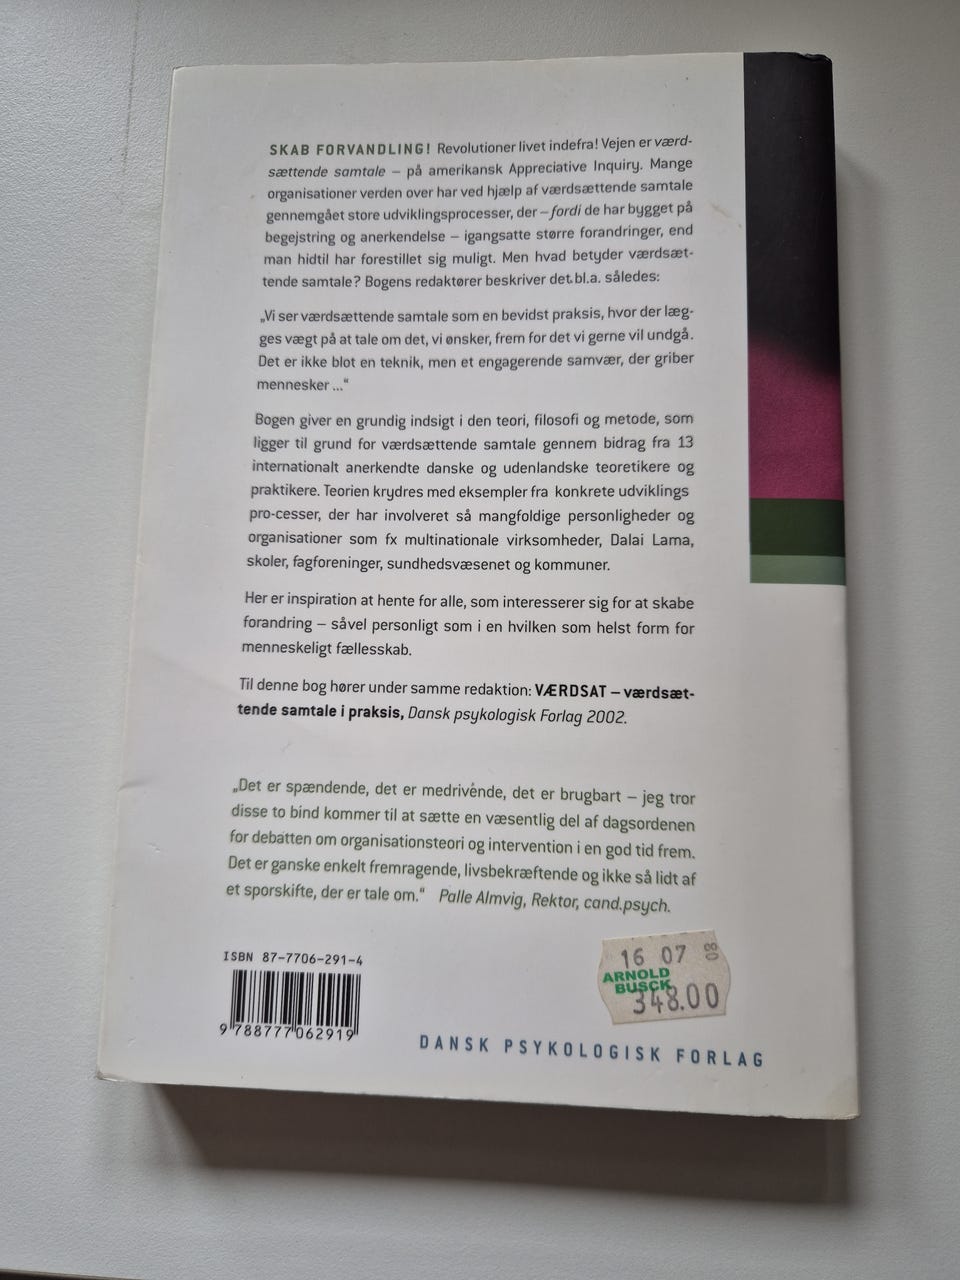 SKAB FORVANDLING! Revolutioner livet indefra! Vejen er værd-
sættende samtale – på amerikansk Appreciative Inquiry. Mange
organisationer verden over har ved hjælp af værdsættende samtale
gennemgået store udviklingsprocesser, der – fordi de har bygget på
begejstring og anerkendelse – igangsatte større forandringer, end
man hidtil har forestillet sig muligt. Men hvad betyder værdsæt-
tende samtale? Bogens redaktører beskriver det bl.a. således:
„Vi ser værdsættende samtale som en bevidst praksis, hvor der læg-
ges vægt på at tale om det, vi ønsker, frem for det vi gerne vil undgå.
Det er ikke blot en teknik, men et engagerende samvær, der griber
mennesker ...“
Bogen giver en grundig indsigt i den teori, filosofi og metode, som
ligger til grund for værdsættende samtale gennem bidrag fra 13
internationalt anerkendte danske og udenlandske teoretikere og
praktikere. Teorien krydres med eksempler fra konkrete udviklings
pro-cesser, der har involveret så mangfoldige personligheder og
organisationer som fx multinationale virksomheder, Dalai Lama,
skoler, fagforeninger, sundhedsvæsenet og kommuner.
Her er inspiration at hente for alle, som interesserer sig for at skabe
forandring – såvel personligt som i en hvilken som helst form for
menneskeligt fællesskab.
Til denne bog hører under samme redaktion: VÆRDSAT – værdsæt-
tende samtale i praksis, Dansk psykologisk Forlag 2002.
„Det er spændende, det er medrivende, det er brugbart – jeg tror
disse to bind kommer til at sætte en væsentlig del af dagsordenen
for debatten om organisationsteori og intervention i en god tid frem.
Det er ganske enkelt fremragende, livsbekræftende og ikke så lidt af
et sporskifte, der er tale om.“ Palle Almvig, Rektor, cand.psych.
ISBN 87-7706-291-4
9 788777 062919
16 07 08
ARNOLD
BUSCK
348.00
DANSK PSYKOLOGISK FORLAG